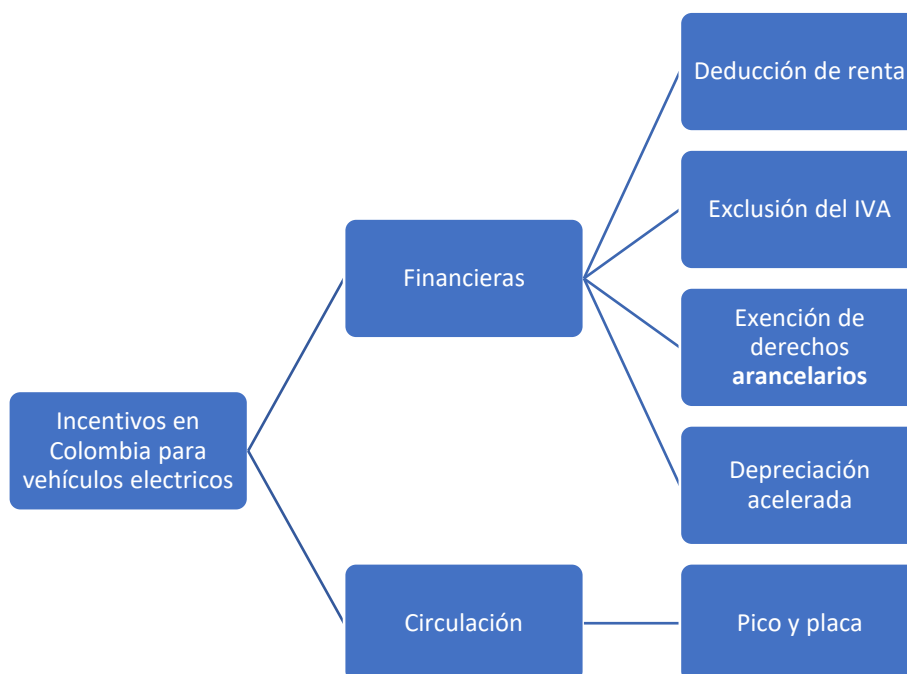 Incentivos en
Colombia para
vehículos electricos
Financieras
Deducción de renta
Exclusión del IVA
Exención de
derechos
arancelarios
Depreciación
acelerada
Circulación
Pico y placa